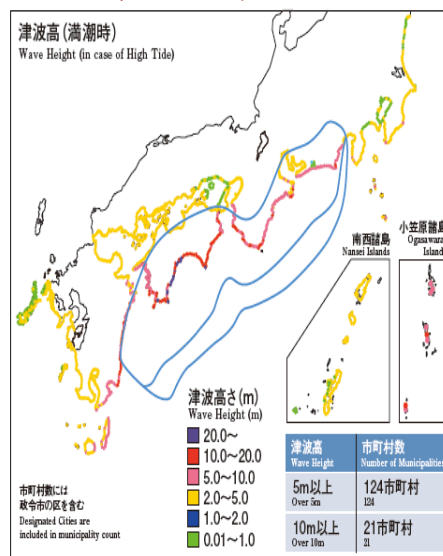 津波高(満潮時)
Wave Height (in case of High Tide)
南西諸島
Nansei Islands
小笠原諸島
Ogasawara
Island
津波高さ(m)
Wave Height (m)
20.0～
10.0～20.0
5.0～10.0
2.0～5.0
1.0～2.0
0.01～1.0
市町村数には
政令市の区を含む
Designated Cities are
included in municipality count
津波高 市町村数
Wave Height Number of Municipalities
5m以上 124市町村
Over 5m 124
10m以上 21市町村
Over 10m 21